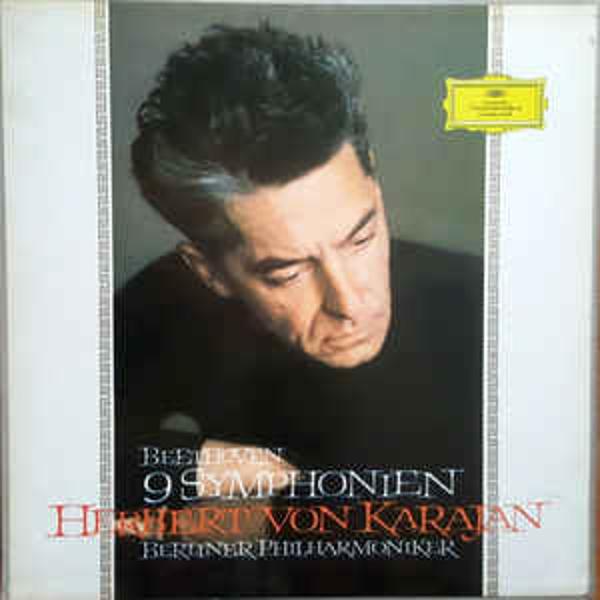 BEETHOVEN
9 SYMPHONIEN
HERBERT VON KARAJAN
BERLINER PHILHARMONIKER